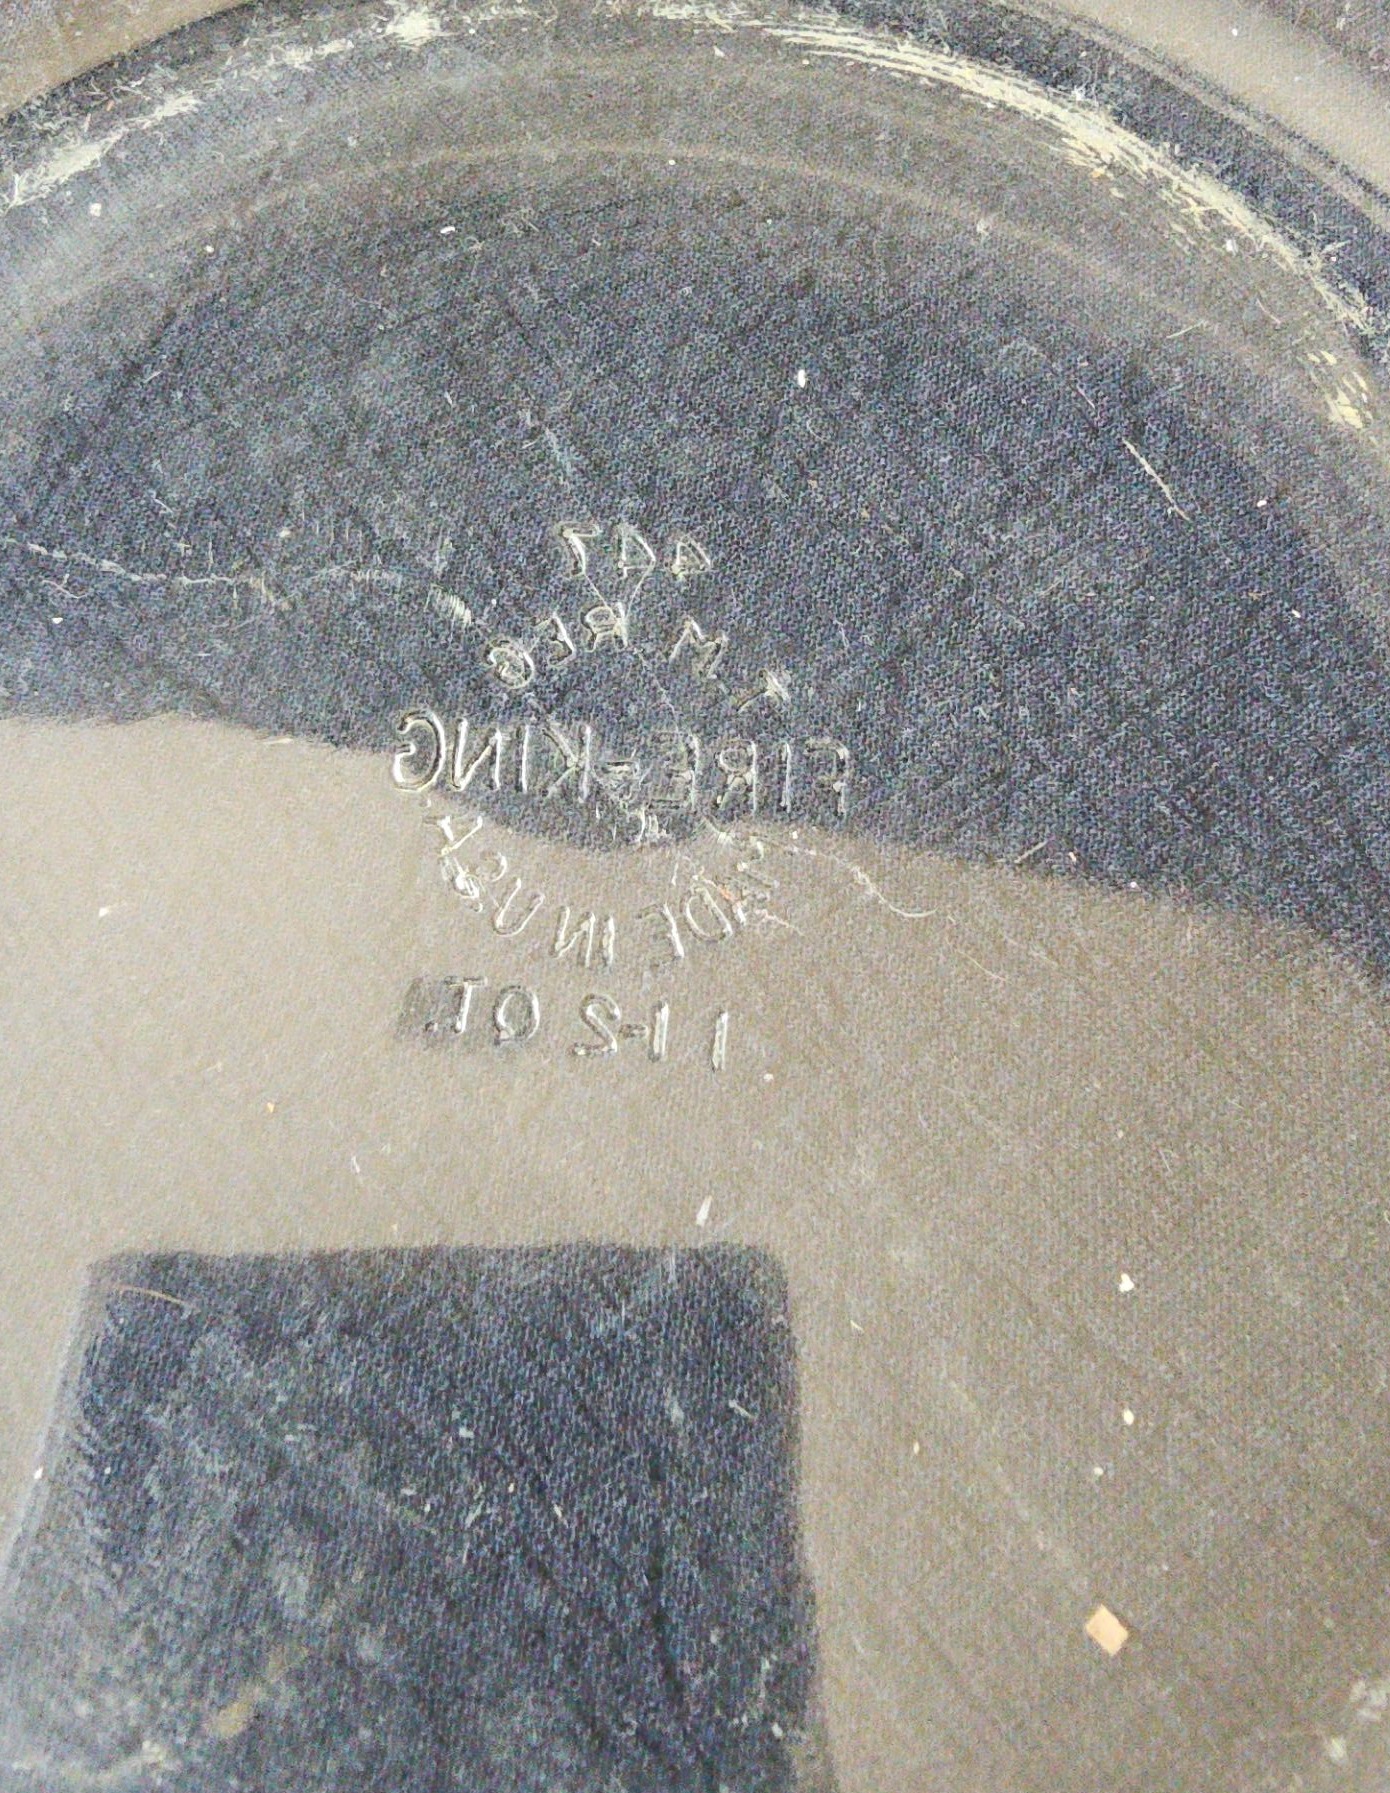 447
T M REG
FIRE-KING
MADE IN U.S.A
1 1-2 QT.